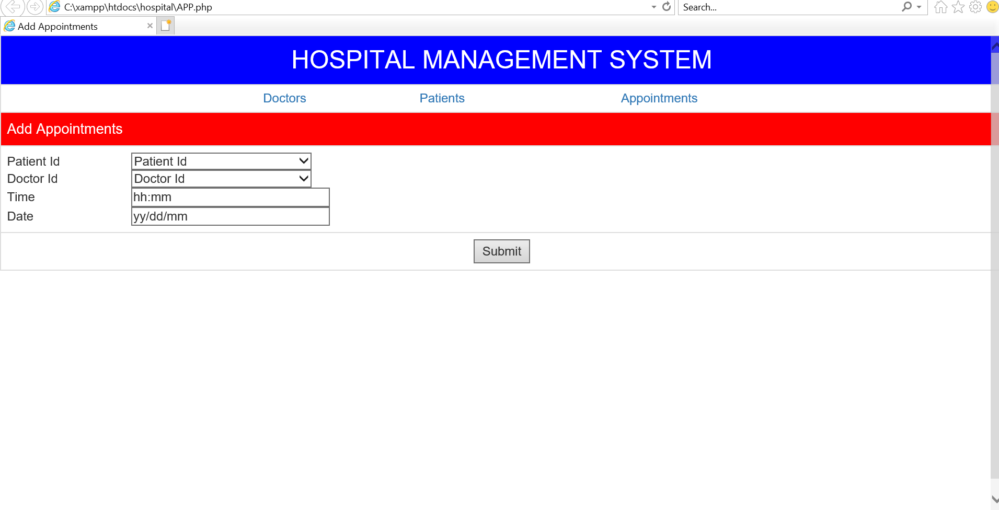 C:\xampp\htdocs\hospital\APP.php
Search...
Add Appointments
HOSPITAL MANAGEMENT SYSTEM
Doctors Patients Appointments
Add Appointments
Patient Id Patient Id
Doctor Id Doctor Id
Time hh:mm
Date yy/dd/mm
Submit